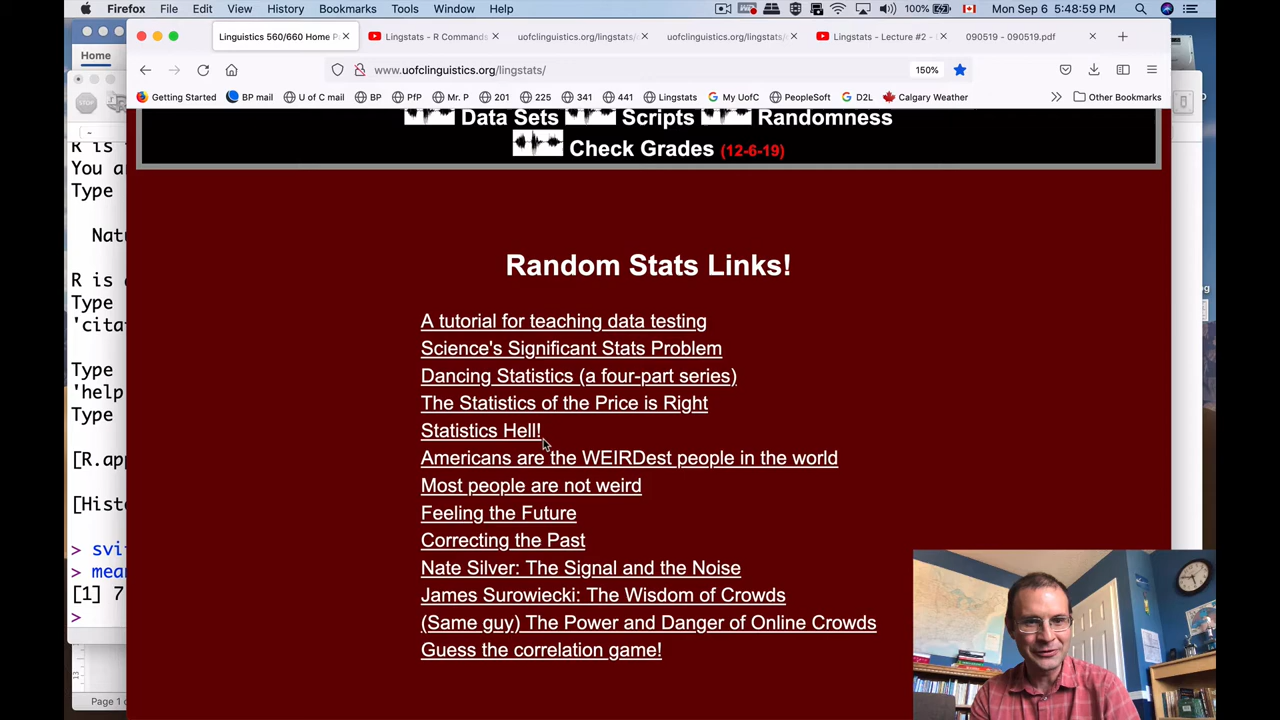 Firefox File Edit View History Bookmarks Tools Window Help 100% Mon Sep 6 5:48:59 PM
Linguistics 560/660 Home P Lingstats - R Commands uofclinguistics.org/lingstats/ uofclinguistics.org/lingstats/ Lingstats - Lecture #2 - 090519 - 090519.pdf
Home
www.uofclinguistics.org/lingstats/ 150%
STOP
Getting Started BP mail U of C mail BP PfP Mr. P 201 225 341 441 Lingstats My UofC PeopleSoft D2L Calgary Weather Other Bookmarks
Data Sets Scripts Randomness
~
R is
Check Grades (12-6-19)
You a
Type
Nat
R is
Type
'cita
Type
'help
Type
[R.ap
[Hist
> svi
> mea
[1] 7
>
Page 1
Random Stats Links!
A tutorial for teaching data testing
Science's Significant Stats Problem
Dancing Statistics (a four-part series)
The Statistics of the Price is Right
Statistics Hell!
Americans are the WEIRDest people in the world
Most people are not weird
Feeling the Future
Correcting the Past
Nate Silver: The Signal and the Noise
James Surowiecki: The Wisdom of Crowds
(Same guy) The Power and Danger of Online Crowds
Guess the correlation game!